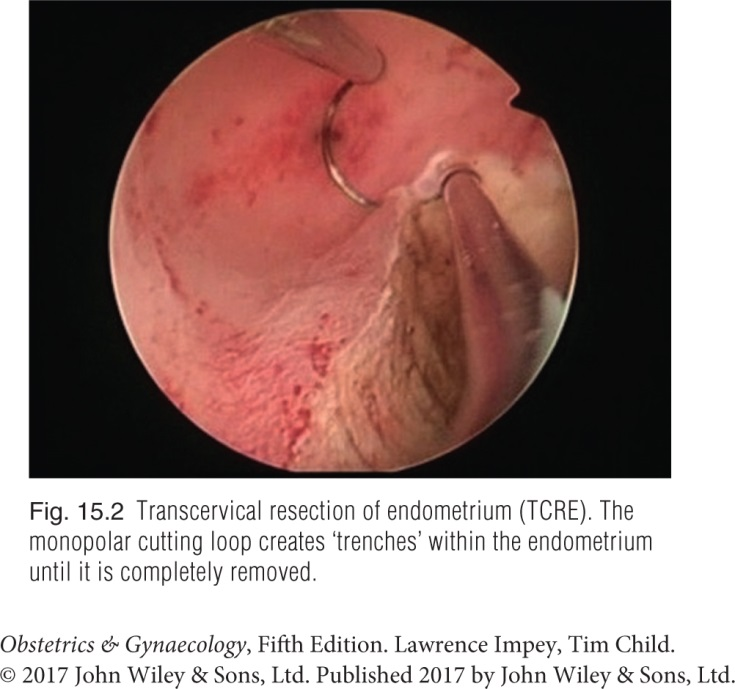 Fig. 15.2 Transcervical resection of endometrium (TCRE). The
monopolar cutting loop creates ‘trenches’ within the endometrium
until it is completely removed.
Obstetrics & Gynaecology, Fifth Edition. Lawrence Impey, Tim Child.
© 2017 John Wiley & Sons, Ltd. Published 2017 by John Wiley & Sons, Ltd.